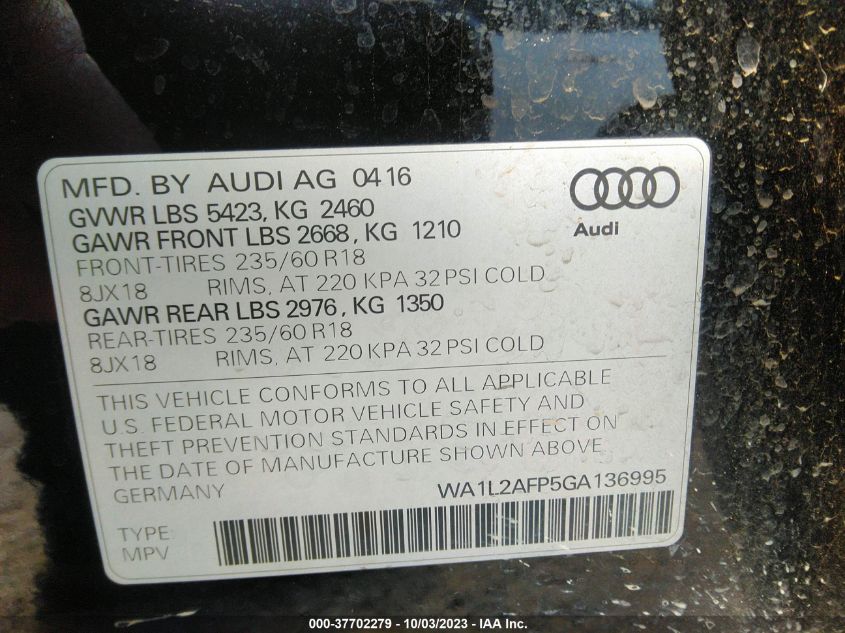 MFD. BY AUDI AG 04 16
GVWR LBS 5423, KG 2460
GAWR FRONT LBS 2668, KG 1210
FRONT-TIRES 235/60 R18
8JX18 RIMS, AT 220 KPA 32 PSI COLD
GAWR REAR LBS 2976, KG 1350
REAR-TIRES 235/60 R18
8JX18 RIMS, AT 220 KPA 32 PSI COLD
Audi
THIS VEHICLE CONFORMS TO ALL APPLICABLE
U.S. FEDERAL MOTOR VEHICLE SAFETY AND
THEFT PREVENTION STANDARDS IN EFFECT ON
THE DATE OF MANUFACTURE SHOWN ABOVE
GERMANY WA1L2AFP5GA136995
TYPE:
MPV
000-37702279 - 10/03/2023 - IAA Inc.